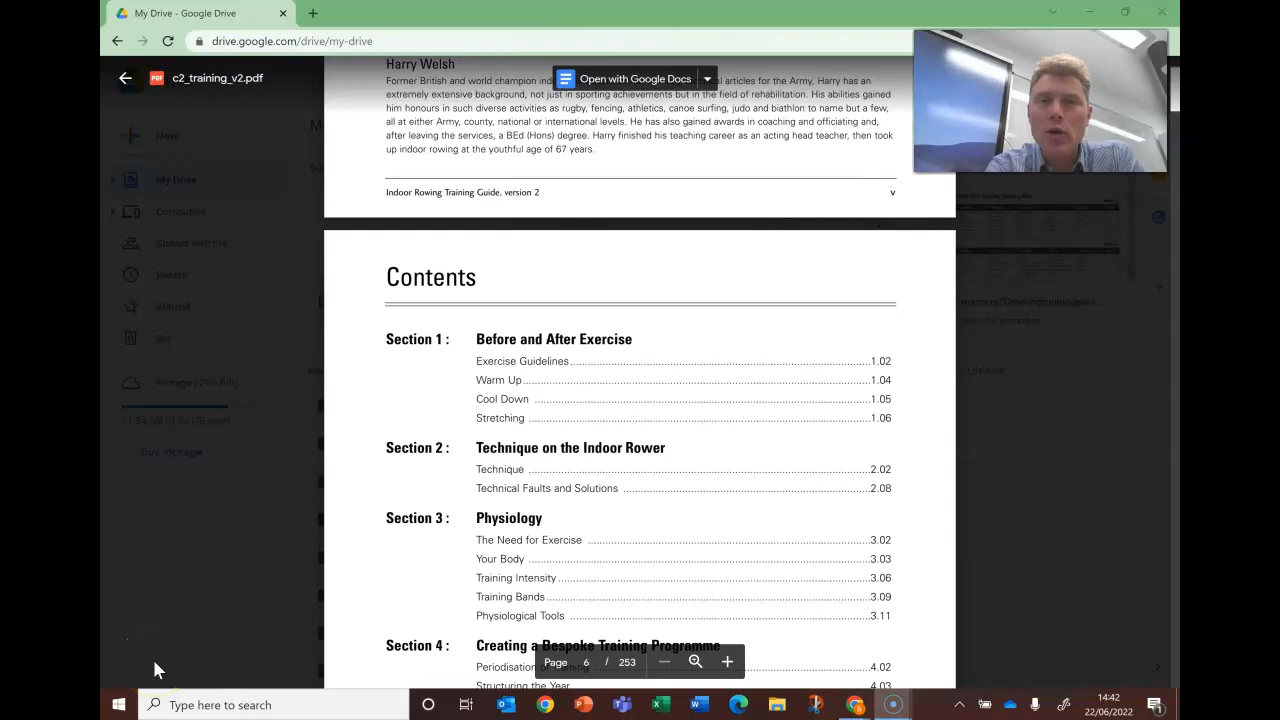 My Drive - Google Drive
drive.google.com/drive/my-drive
c2_training_v2.pdf
Open with Google Docs
Harry Welsh
Former British and world champion ind articles for the Army, Harry has an
extremely extensive background, not just in sporting achievements but in the field of rehabilitation. His abilities gained
him honours in such diverse activities as rugby, fencing, athletics, canoe surfing, judo and biathlon to name but a few,
all at either Army, county, national or international levels. He has also gained awards in coaching and officiating and,
after leaving the services, a BEd (Hons) degree. Harry finished his teaching career as an acting head teacher, then took
up indoor rowing at the youthful age of 67 years.
Indoor Rowing Training Guide, version 2 v
New
My Drive
Computers
Shared with me
Recent
Starred
Bin
Storage (79% full)
Buy storage
Contents
Section 1 : Before and After Exercise
Exercise Guidelines 1.02
Warm Up 1.04
Cool Down 1.05
Stretching 1.06
Section 2 : Technique on the Indoor Rower
Technique 2.02
Technical Faults and Solutions 2.08
Section 3 : Physiology
The Need for Exercise 3.02
Your Body 3.03
Training Intensity 3.06
Training Bands 3.09
Physiological Tools 3.11
Section 4 : Creating a Bespoke Training Programme
Periodisation of Training 4.02
Structuring the Year 4.03
Page 6 / 253
Type here to search
14:42
22/06/2022